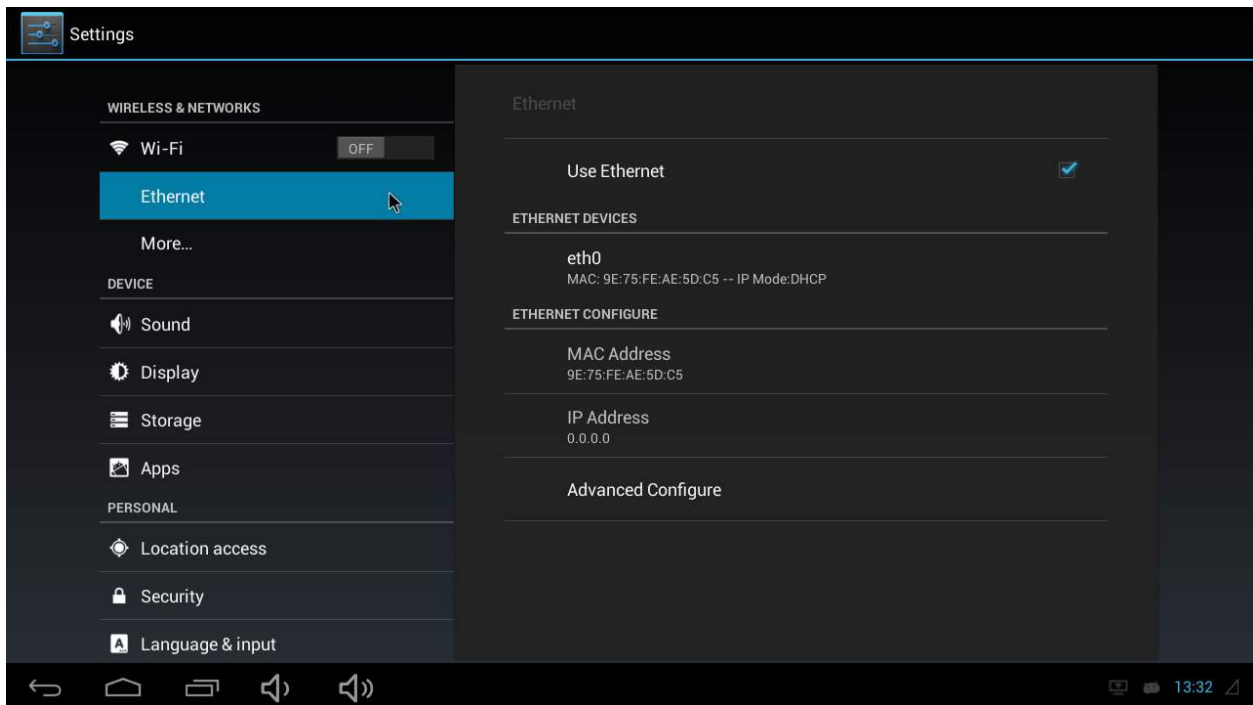 Settings
WIRELESS & NETWORKS
Wi-Fi
OFF
Ethernet
More...
DEVICE
Sound
Display
Storage
Apps
PERSONAL
Location access
Security
A
Language & input
Ethernet
Use Ethernet
ETHERNET DEVICES
eth0
MAC: 9E:75:FE:AE:5D:C5 -- IP Mode:DHCP
ETHERNET CONFIGURE
MAC Address
9E:75:FE:AE:5D:C5
IP Address
0.0.0.0
Advanced Configure
13:32